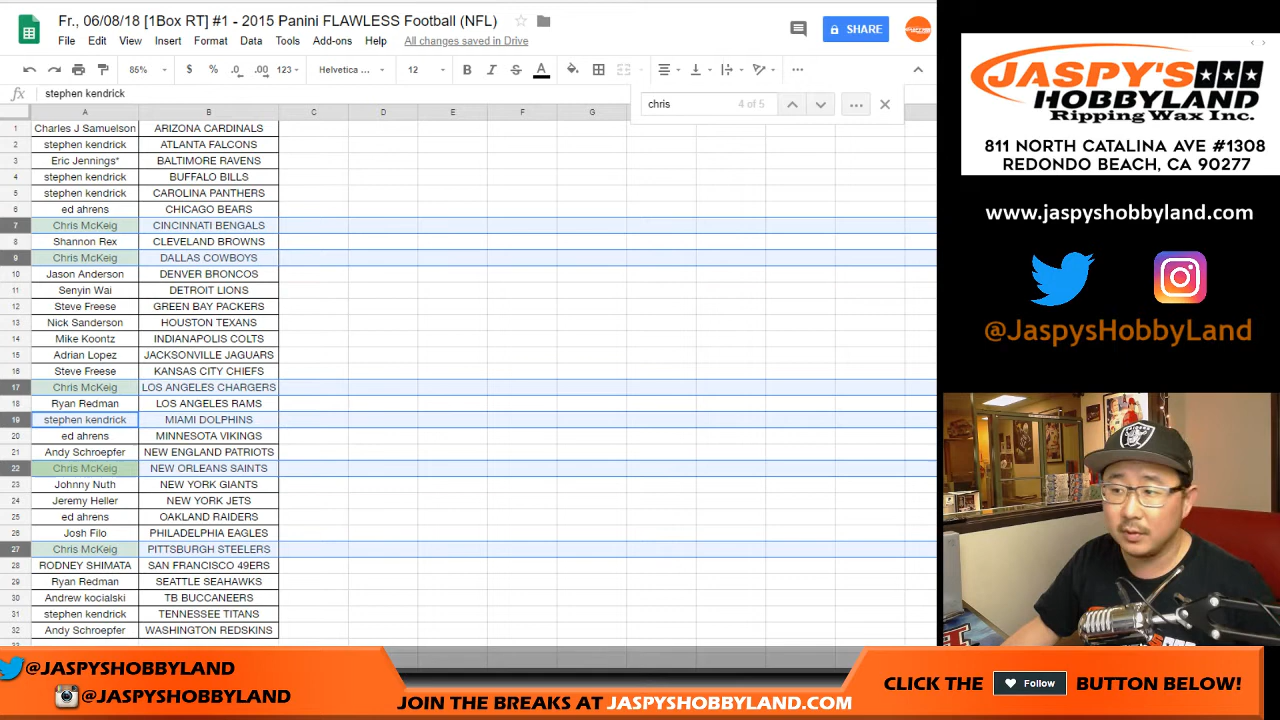 Fr., 06/08/18 [1Box RT] #1 - 2015 Panini FLAWLESS Football (NFL)
File Edit View Insert Format Data Tools Add-ons Help All changes saved in Drive
SHARE
85% $ % .0 .00 123 Helvetica ... 12 B I S A
fx stephen kendrick
chris 4 of 5
A B C D E F G
1 Charles J Samuelson ARIZONA CARDINALS
2 stephen kendrick ATLANTA FALCONS
3 Eric Jennings* BALTIMORE RAVENS
4 stephen kendrick BUFFALO BILLS
5 stephen kendrick CAROLINA PANTHERS
6 ed ahrens CHICAGO BEARS
7 Chris McKeig CINCINNATI BENGALS
8 Shannon Rex CLEVELAND BROWNS
9 Chris McKeig DALLAS COWBOYS
10 Jason Anderson DENVER BRONCOS
11 Senyin Wai DETROIT LIONS
12 Steve Freese GREEN BAY PACKERS
13 Nick Sanderson HOUSTON TEXANS
14 Mike Koontz INDIANAPOLIS COLTS
15 Adrian Lopez JACKSONVILLE JAGUARS
16 Steve Freese KANSAS CITY CHIEFS
17 Chris McKeig LOS ANGELES CHARGERS
18 Ryan Redman LOS ANGELES RAMS
19 stephen kendrick MIAMI DOLPHINS
20 ed ahrens MINNESOTA VIKINGS
21 Andy Schroepfer NEW ENGLAND PATRIOTS
22 Chris McKeig NEW ORLEANS SAINTS
23 Johnny Nuth NEW YORK GIANTS
24 Jeremy Heller NEW YORK JETS
25 ed ahrens OAKLAND RAIDERS
26 Josh Filo PHILADELPHIA EAGLES
27 Chris McKeig PITTSBURGH STEELERS
28 RODNEY SHIMATA SAN FRANCISCO 49ERS
29 Ryan Redman SEATTLE SEAHAWKS
30 Andrew kocialski TB BUCCANEERS
31 stephen kendrick TENNESSEE TITANS
32 Andy Schroepfer WASHINGTON REDSKINS
JASPY'S
HOBBYLAND
Ripping Wax Inc.
811 NORTH CATALINA AVE #1308
REDONDO BEACH, CA 90277
www.jaspyshobbyland.com
@JaspysHobbyLand
RAIDERS
@JASPYSHOBBYLAND
@JASPYSHOBBYLAND
JOIN THE BREAKS AT JASPYSHOBBYLAND.COM
CLICK THE Follow BUTTON BELOW!